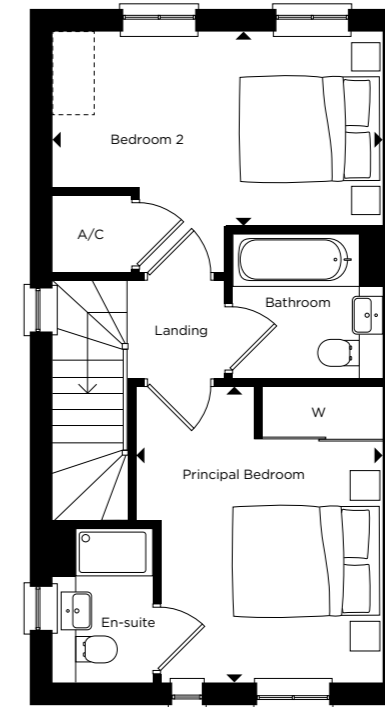 Bedroom 2
A/C
Bathroom
Landing
W
Principal Bedroom
En-suite